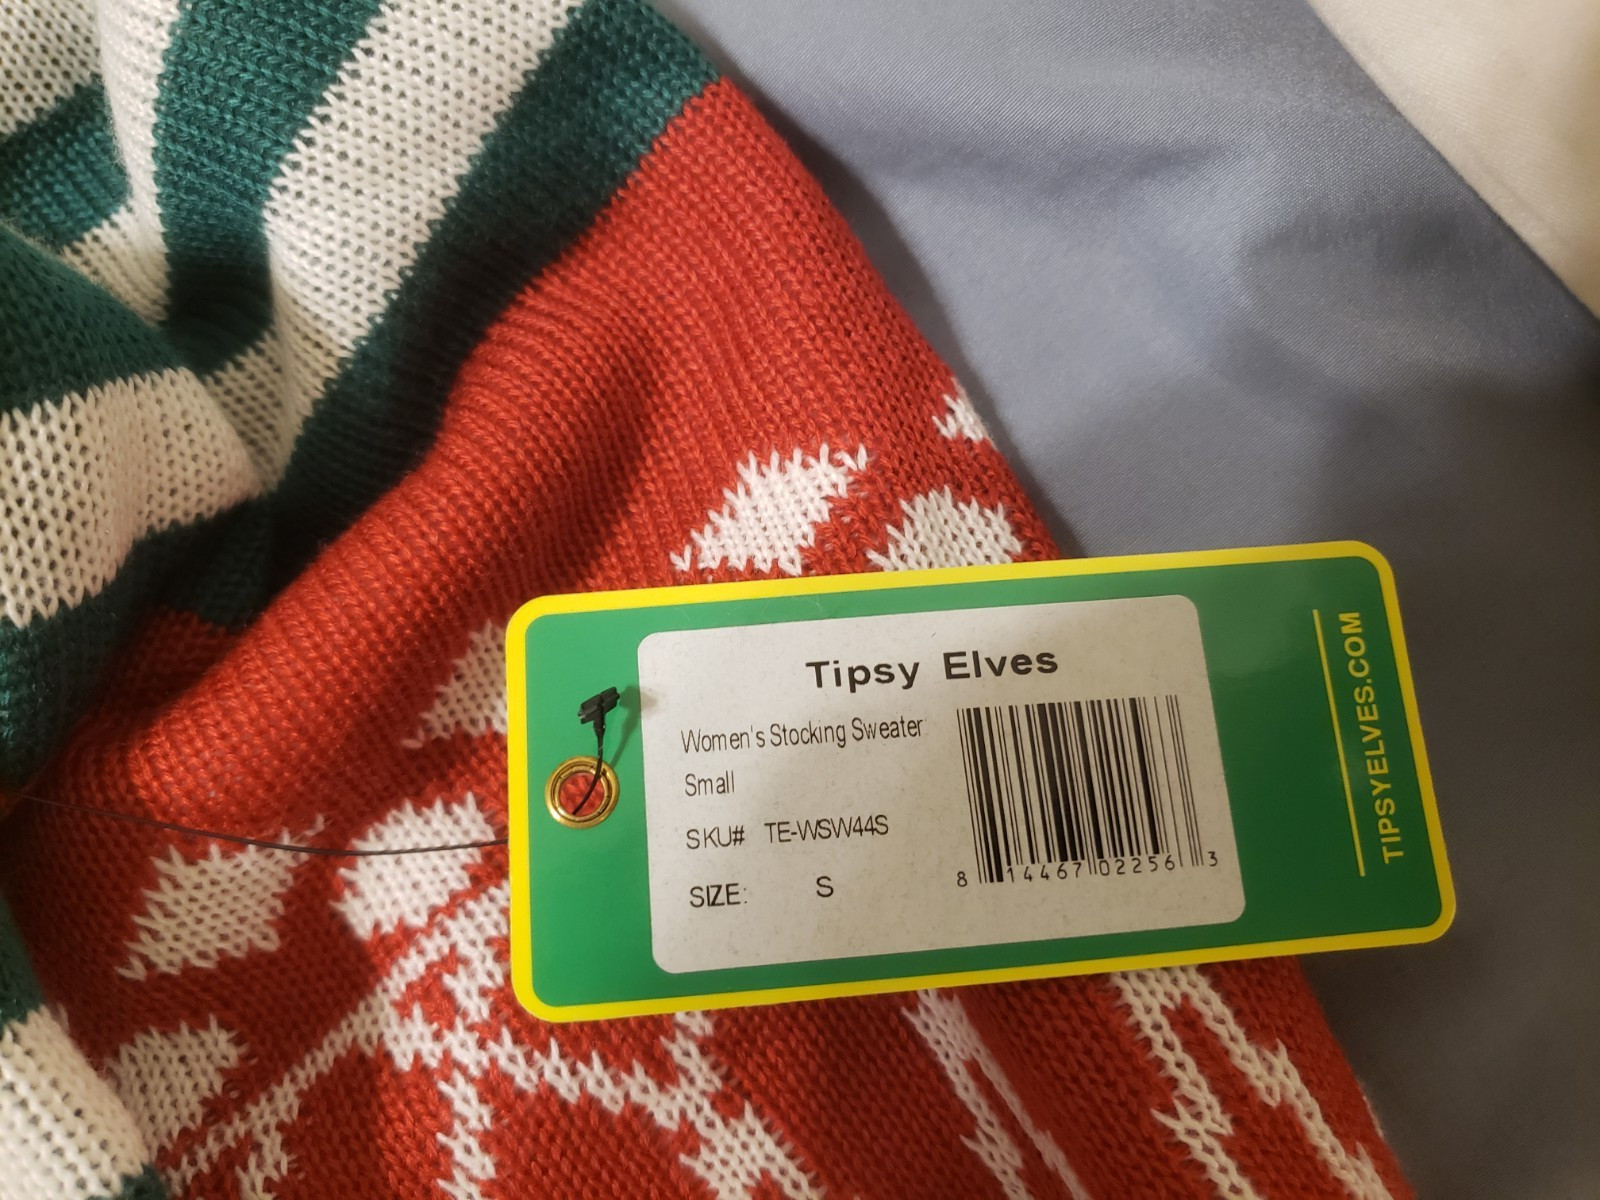 Tipsy Elves
Women's Stocking Sweater
Small
SKU# TE-WSW44S
SIZE: S
8 14467 02256 3
TIPSYELVES.COM